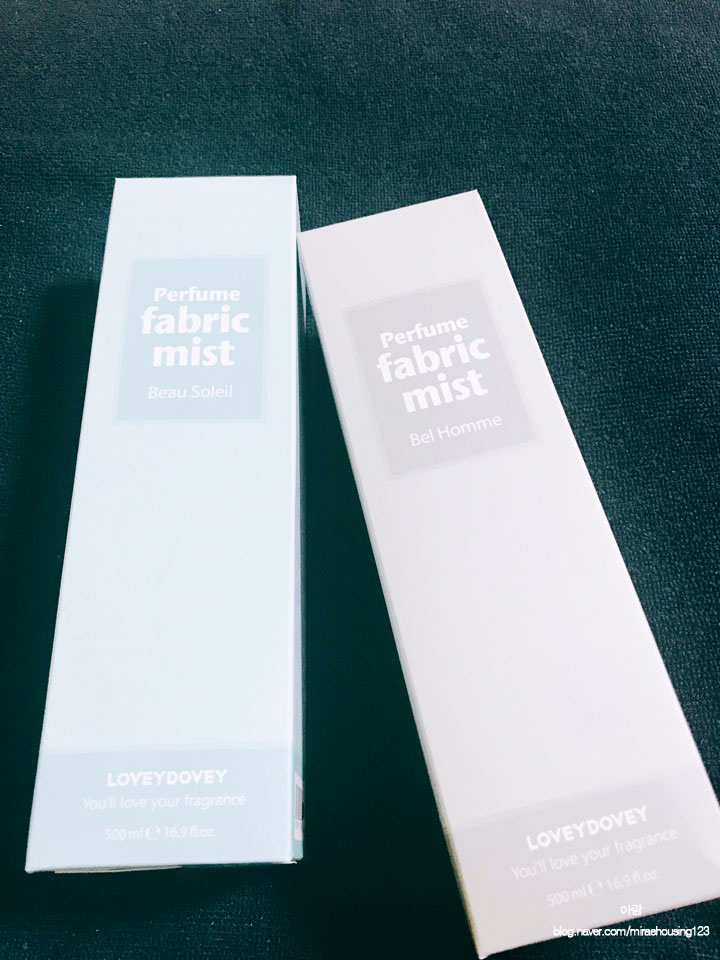 Perfume
fabric
mist
Beau Soleil
LOVEYDOVEY
You'll love your fragrance
500 ml ℮ 16.9 fl.oz.
Perfume
fabric
mist
Bel Homme
LOVEYDOVEY
You'll love your fragrance
500 ml ℮ 16.9 fl.oz.
아람
blog.naver.com/miraehousing123